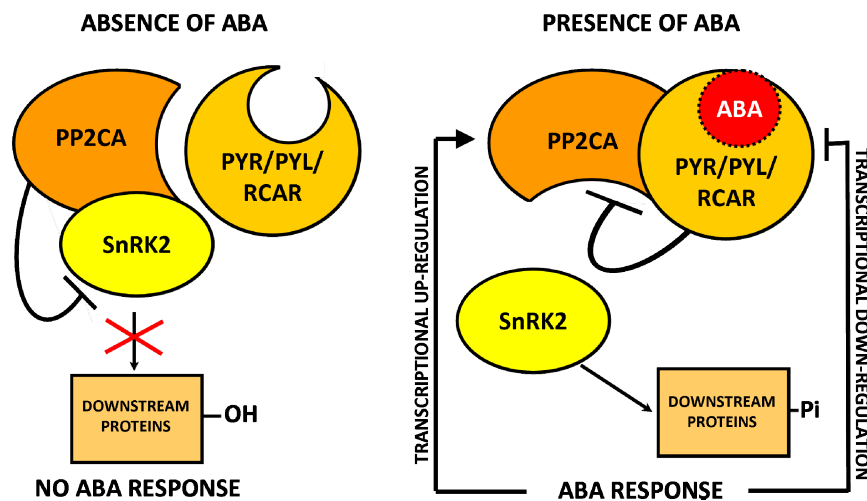 ABSENCE OF ABA
PP2CA
PYR/PYL/
RCAR
SnRK2
DOWNSTREAM
PROTEINS
OH
NO ABA RESPONSE
PRESENCE OF ABA
ABA
PP2CA
PYR/PYL/
RCAR
SnRK2
TRANSCRIPTIONAL UP-REGULATION
TRANSCRIPTIONAL DOWN-REGULATION
DOWNSTREAM
PROTEINS
Pi
ABA RESPONSE